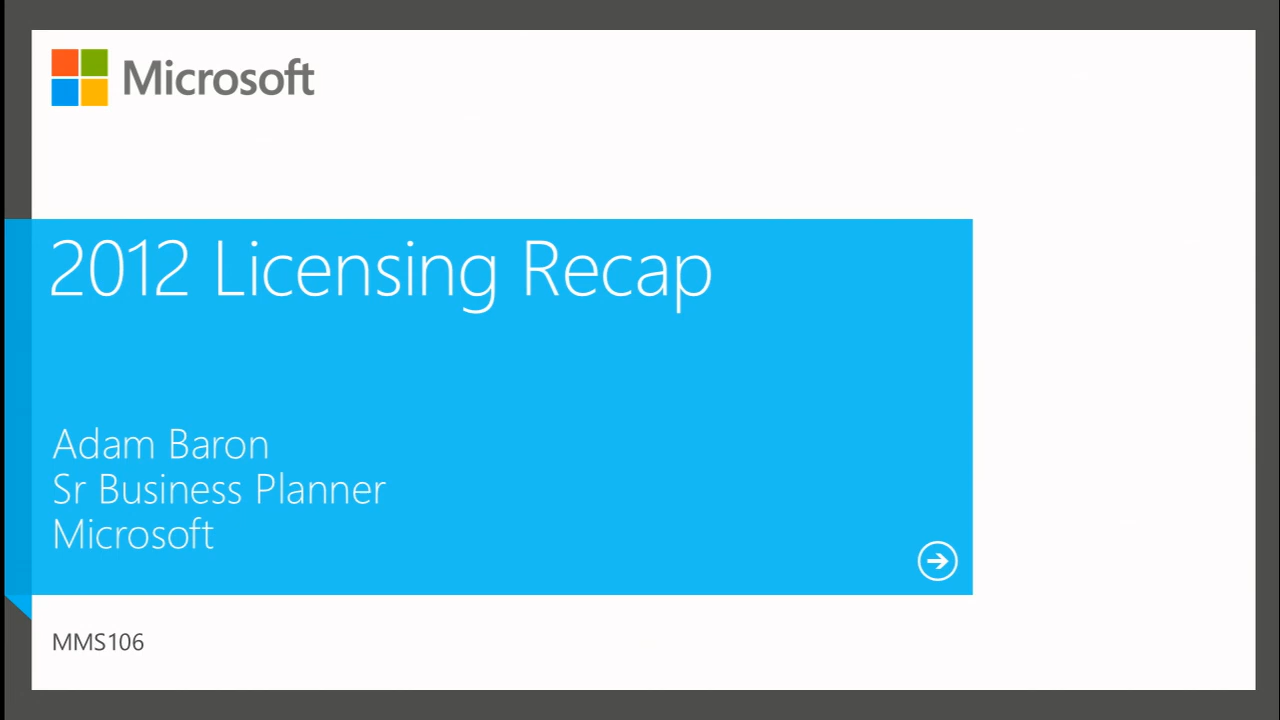 Microsoft
2012 Licensing Recap
Adam Baron
Sr Business Planner
Microsoft
MMS106